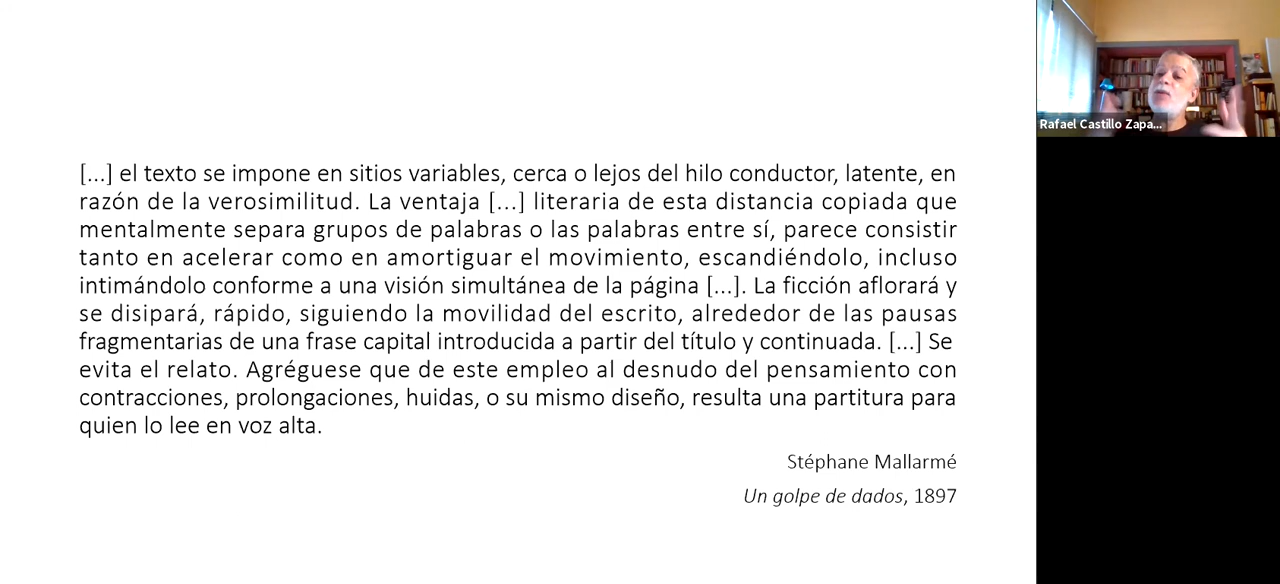 [...] el texto se impone en sitios variables, cerca o lejos del hilo conductor, latente, en
razón de la verosimilitud. La ventaja [...] literaria de esta distancia copiada que
mentalmente separa grupos de palabras o las palabras entre sí, parece consistir
tanto en acelerar como en amortiguar el movimiento, escandiéndolo, incluso
intimándolo conforme a una visión simultánea de la página [...]. La ficción aflorará y
se disipará, rápido, siguiendo la movilidad del escrito, alrededor de las pausas
fragmentarias de una frase capital introducida a partir del título y continuada. [...] Se
evita el relato. Agréguese que de este empleo al desnudo del pensamiento con
contracciones, prolongaciones, huidas, o su mismo diseño, resulta una partitura para
quien lo lee en voz alta.
Stéphane Mallarmé
Un golpe de dados, 1897
Rafael Castillo Zapa...